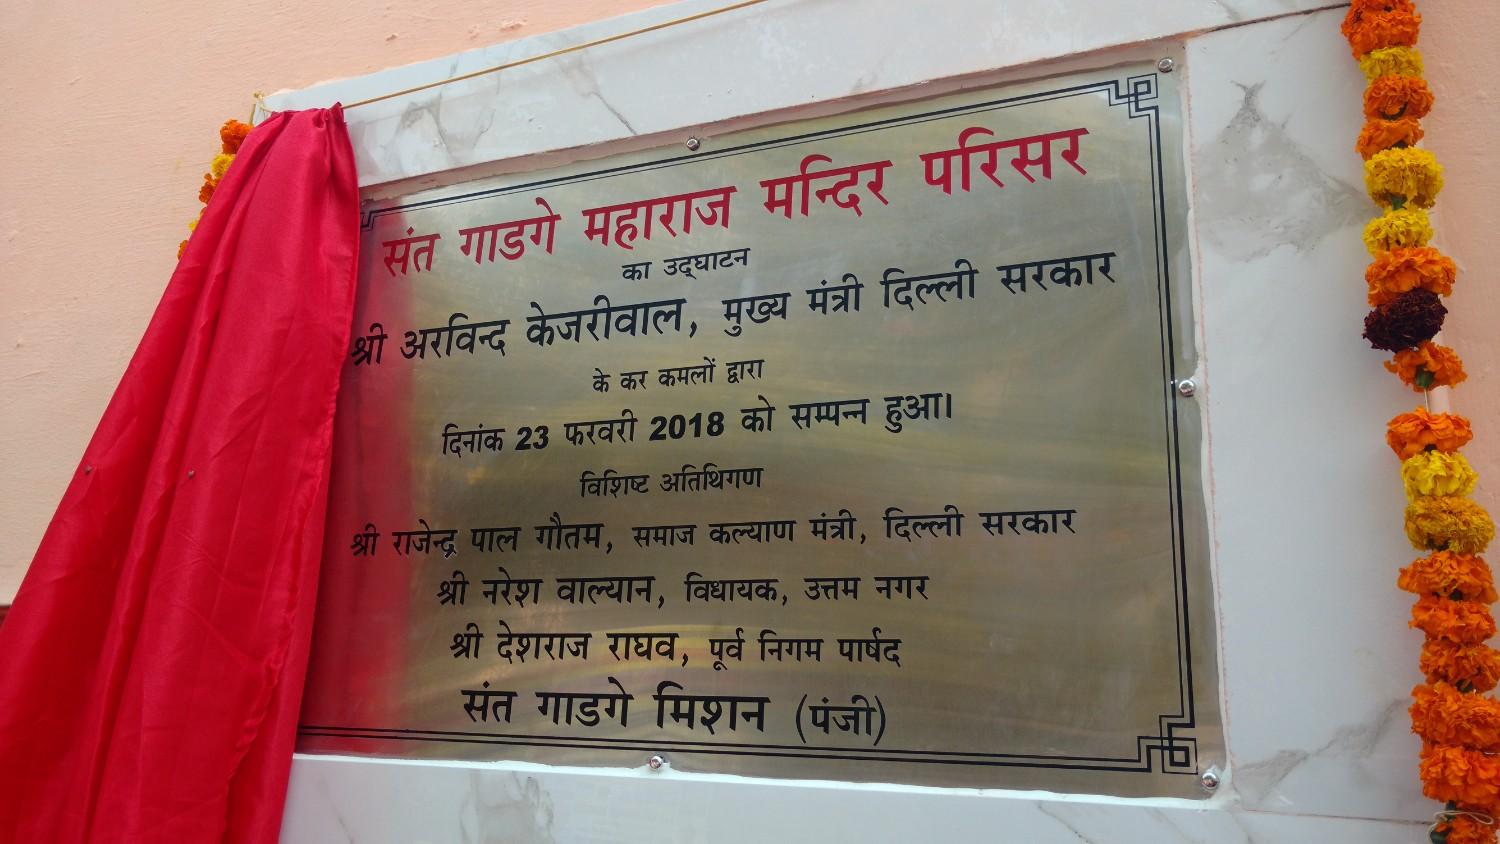 संत गाडगे महाराज मन्दिर परिसर
का उद्घाटन
श्री अरविन्द केजरीवाल, मुख्य मंत्री दिल्ली सरकार
के कर कमलों द्वारा
दिनांक 23 फरवरी 2018 को सम्पन्न हुआ।
विशिष्ट अतिथिगण
श्री राजेन्द्र पाल गौतम, समाज कल्याण मंत्री, दिल्ली सरकार
श्री नरेश वाल्यान, विधायक, उत्तम नगर
श्री देशराज राघव, पूर्व निगम पार्षद
संत गाडगे मिशन (पंजी)